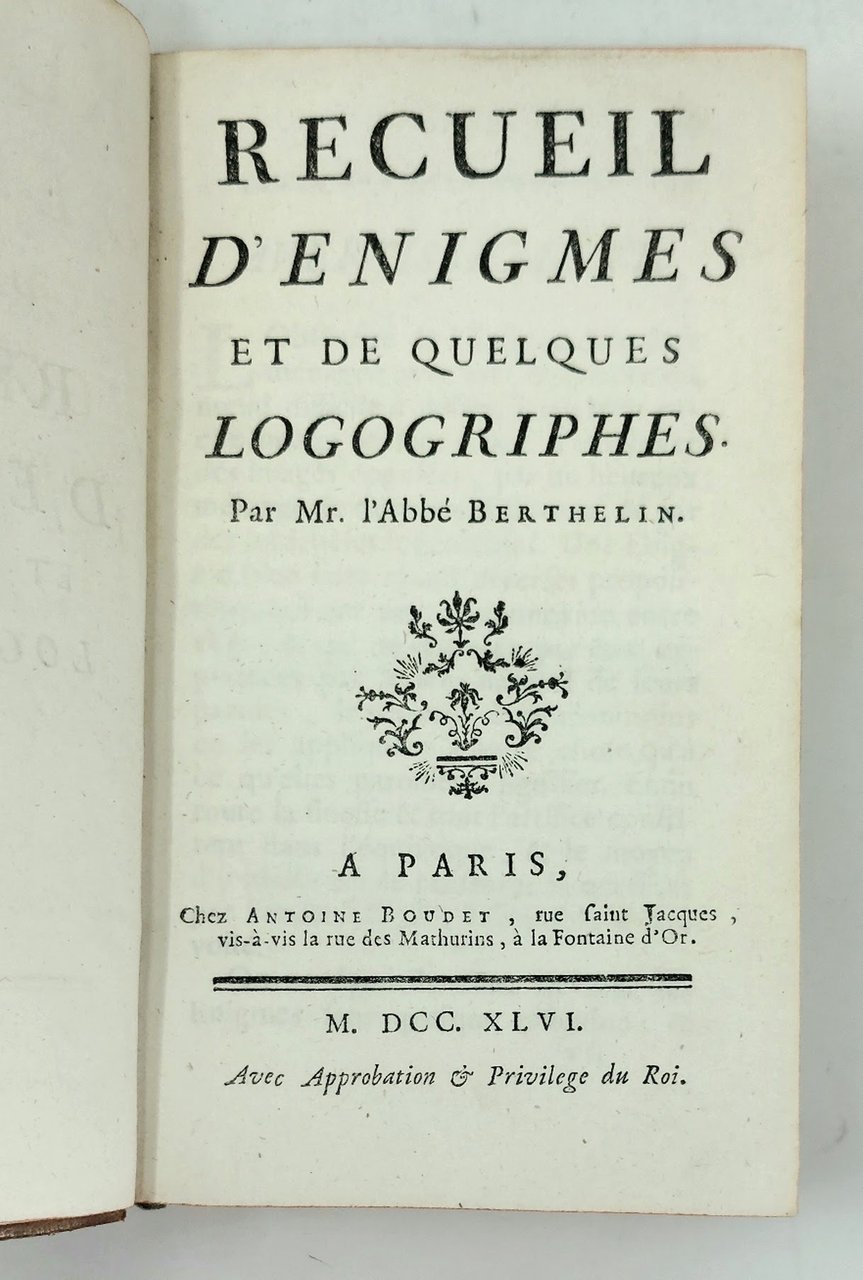 RECUEIL
D'ENIGMES
ET DE QUELQUES
LOGOGRIPHES.
Par Mr. l'Abbé BERTHELIN.
A PARIS,
Chez ANTOINE BOUDET, rue ſaint Jacques,
vis-à-vis la rue des Mathurins, à la Fontaine d'Or.
M. DCC. XLVI.
Avec Approbation & Privilege du Roi.